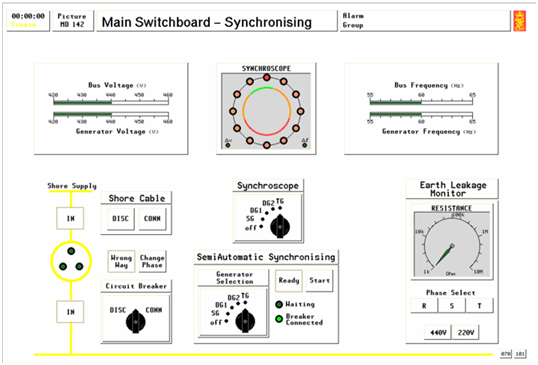 00:00:00
Freeze
Picture
MD 142
Main Switchboard – Synchronising
Alarm
Group
Bus Voltage (V)
420 430 440 450 460
420 430 440 450 460
Generator Voltage (V)
SYNCHROSCOPE
Δv
Δf
Bus Frequency (Hz)
55 60 65
55 60 65
Generator Frequency (Hz)
Shore Supply
IN
IN
Shore Cable
DISC CONN
Wrong
Way
Change
Phase
Circuit Breaker
DISC CONN
Synchroscope
off SG DG1 DG2 TG
SemiAutomatic Synchronising
Generator
Selection
off SG DG1 DG2 TG
Ready Start
Waiting
Breaker
Connected
Earth Leakage
Monitor
RESISTANCE
1k 10k 100k 1M 10M
Ohm
Phase Select
R S T
440V 220V
070 101